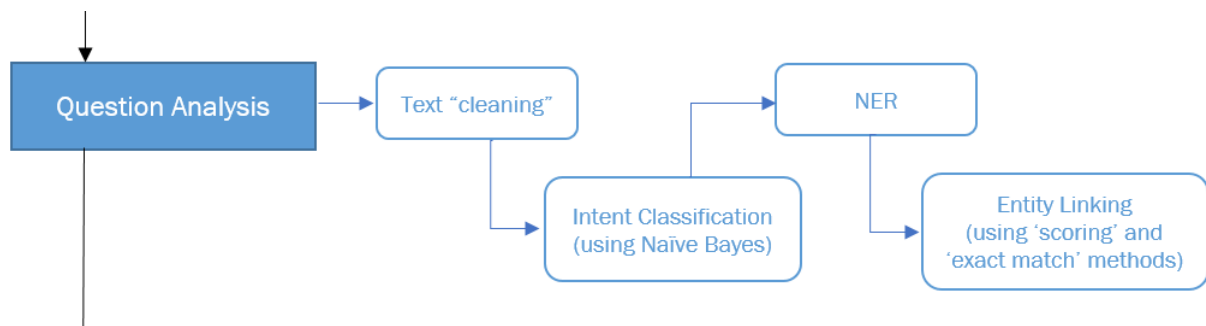 Question Analysis
Text “cleaning”
Intent Classification
(using Naïve Bayes)
NER
Entity Linking
(using ‘scoring’ and
‘exact match’ methods)